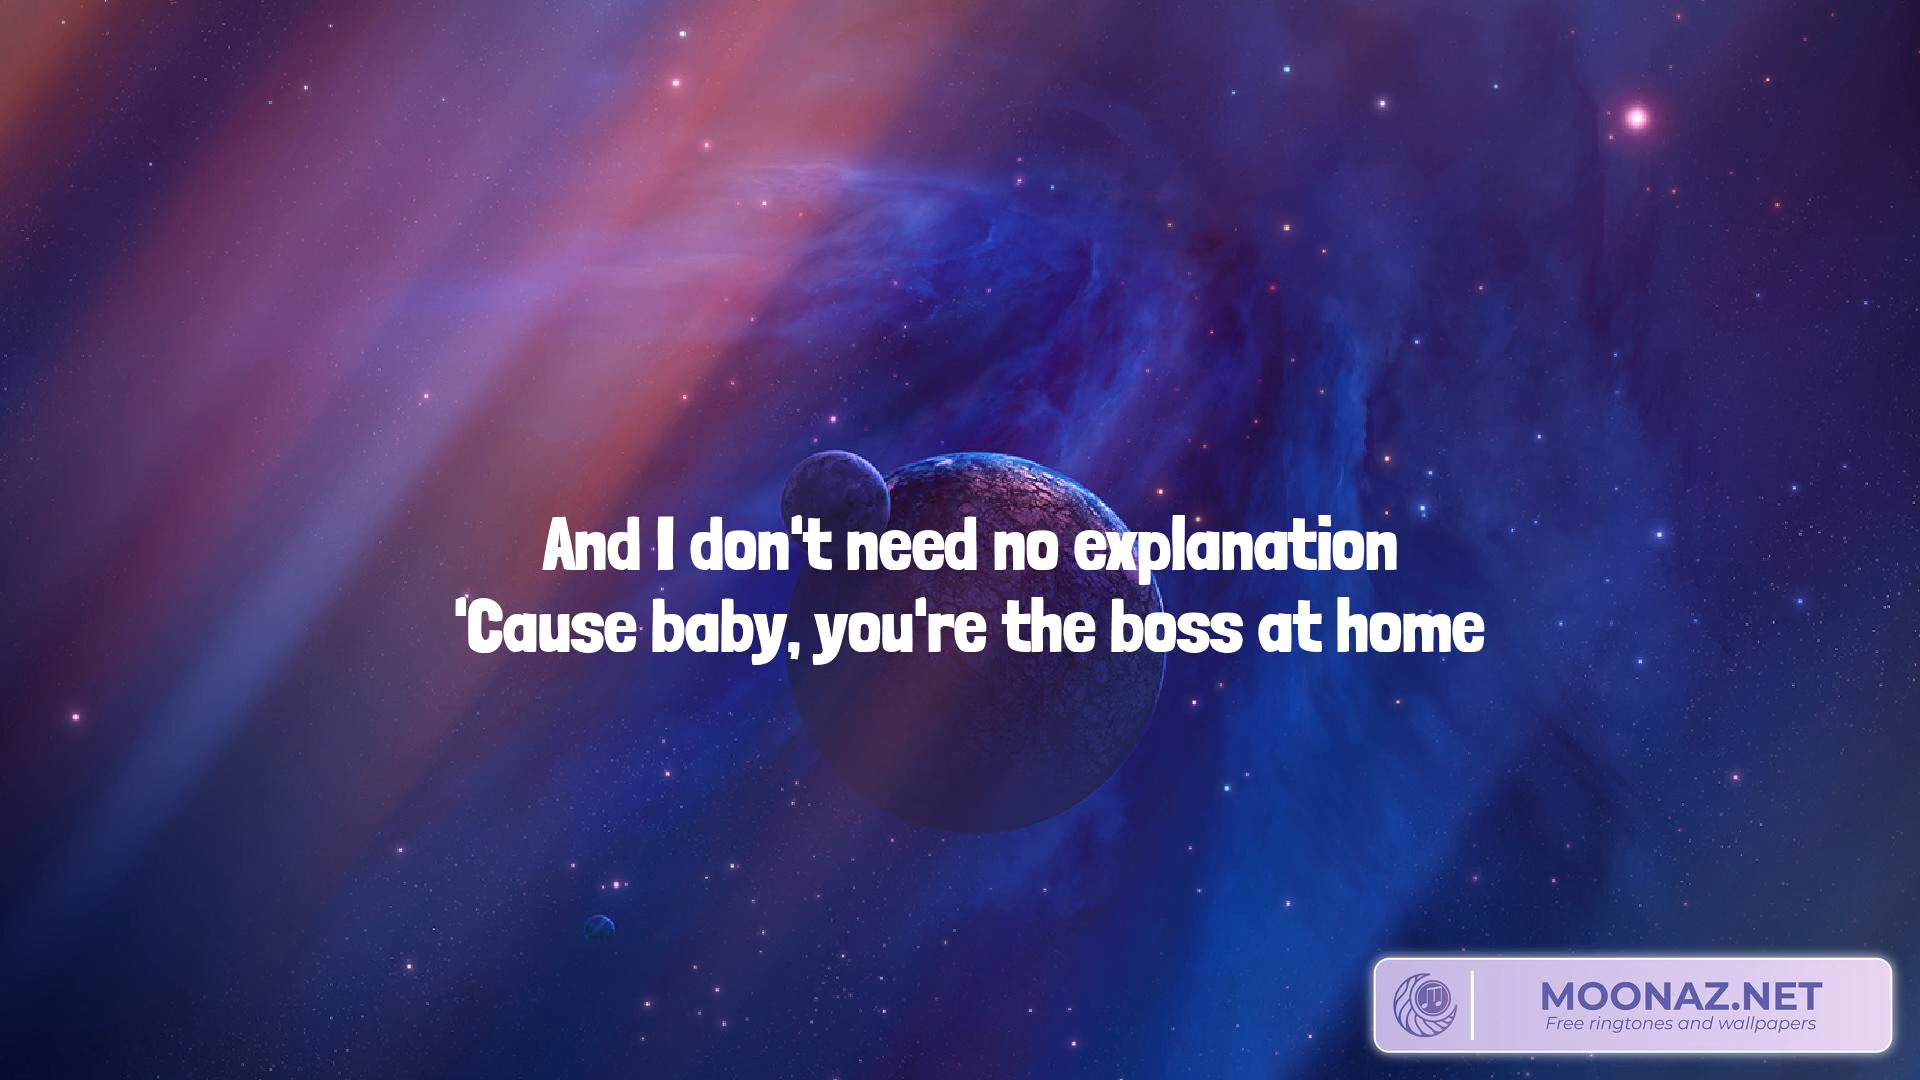 And I don't need no explanation
'Cause baby, you're the boss at home
MOONAZ.NET
Free ringtones and wallpapers